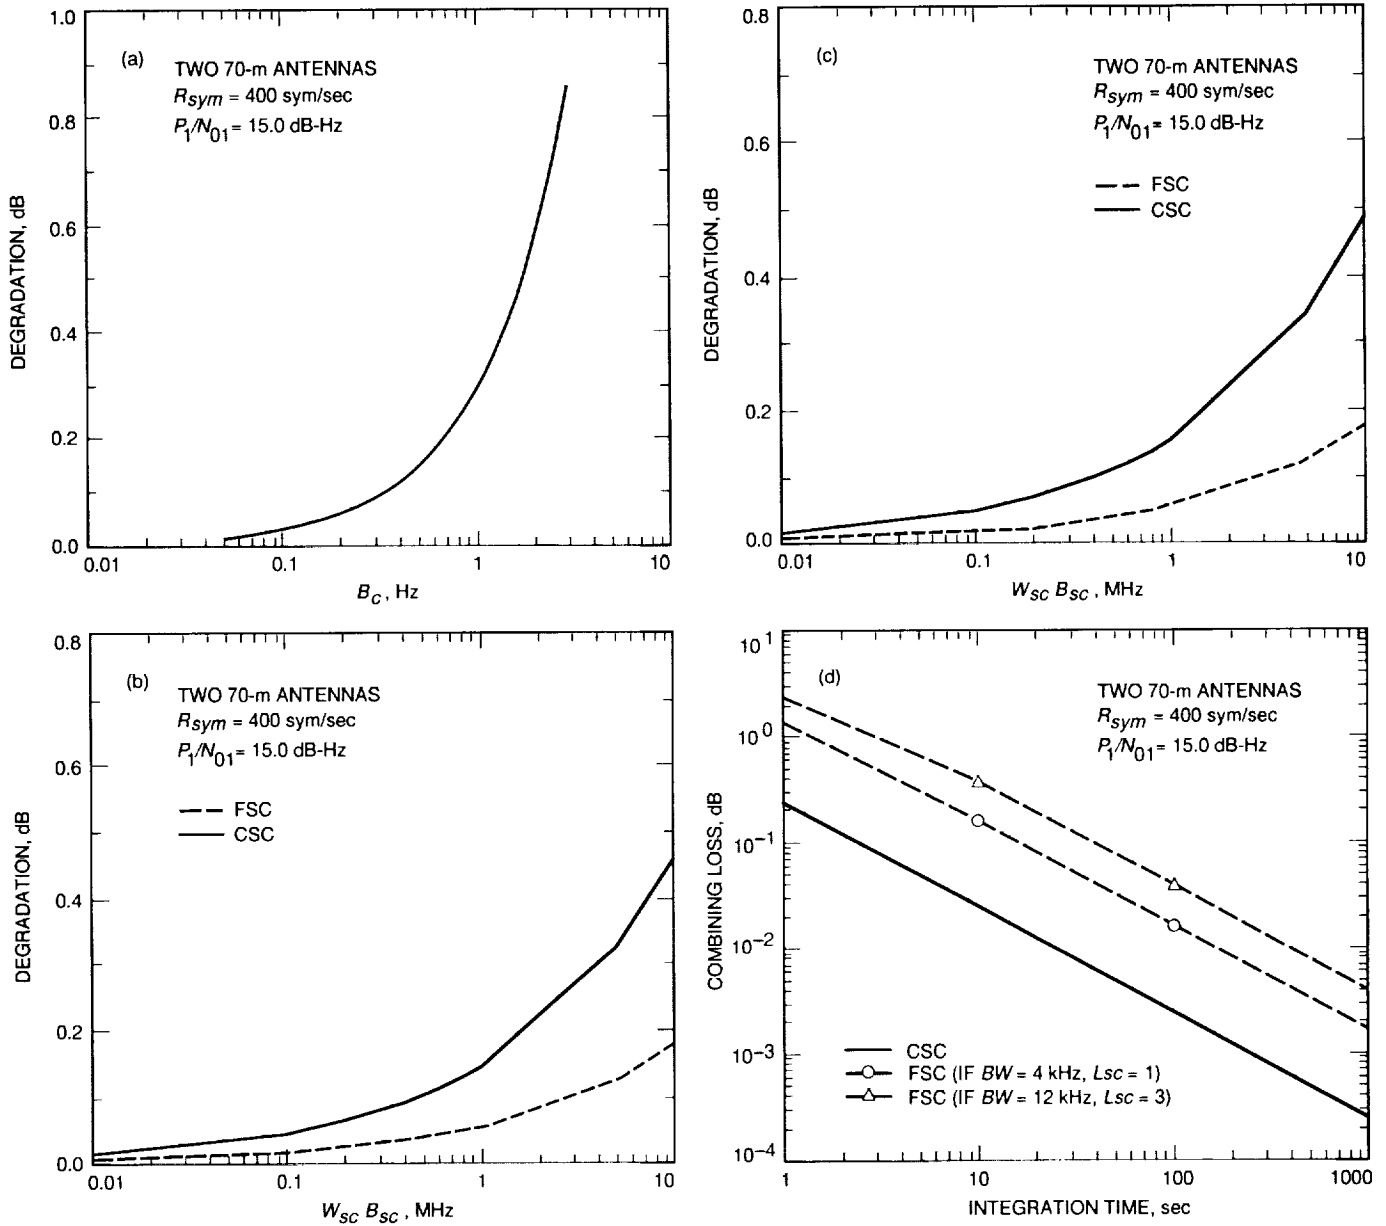 (a)
TWO 70-m ANTENNAS
Rsym = 400 sym/sec
P1/N01 = 15.0 dB-Hz
DEGRADATION, dB
1.0
0.8
0.6
0.4
0.2
0.0
0.01 0.1 1 10
BC , Hz
(c)
TWO 70-m ANTENNAS
Rsym = 400 sym/sec
P1/N01 = 15.0 dB-Hz
FSC
CSC
DEGRADATION, dB
0.8
0.6
0.4
0.2
0.0
0.01 0.1 1 10
Wsc Bsc , MHz
(b)
TWO 70-m ANTENNAS
Rsym = 400 sym/sec
P1/N01 = 15.0 dB-Hz
FSC
CSC
DEGRADATION, dB
0.8
0.6
0.4
0.2
0.0
0.01 0.1 1 10
Wsc Bsc , MHz
(d)
TWO 70-m ANTENNAS
Rsym = 400 sym/sec
P1/N01 = 15.0 dB-Hz
COMBINING LOSS, dB
10^1
10^0
10^-1
10^-2
10^-3
10^-4
CSC
FSC (IF BW = 4 kHz, Lsc = 1)
FSC (IF BW = 12 kHz, Lsc = 3)
1 10 100 1000
INTEGRATION TIME, sec